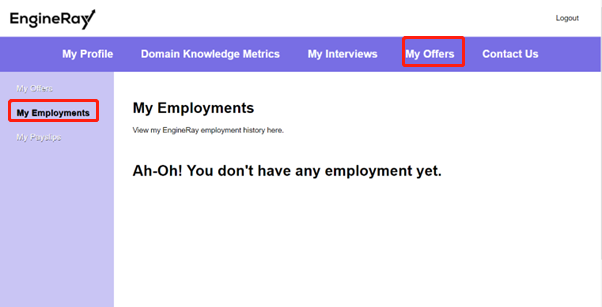 EngineRay
Logout
My Profile Domain Knowledge Metrics My Interviews My Offers Contact Us
My Offers
My Employments
My Payslips
My Employments
View my EngineRay employment history here.
Ah-Oh! You don't have any employment yet.